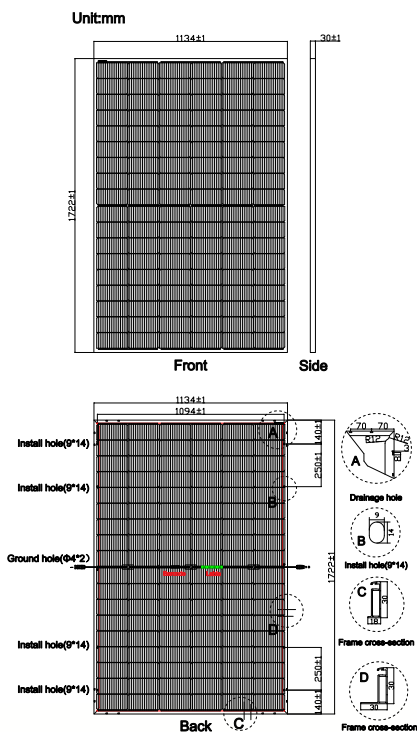 Unit:mm
1134±1
30±1
1722±1
Front
Side
1134±1
1094±1
Install hole(9*14)
Install hole(9*14)
Ground hole(Φ4*2)
Install hole(9*14)
Install hole(9*14)
A
B
D
C
140±1
250±1
1722±1
250±1
140±1
Back
70 70
R12
A
Drainage hole
9
14
B
Install hole(9*14)
C
30
18
Frame cross-section
D
30
30
Frame cross-section